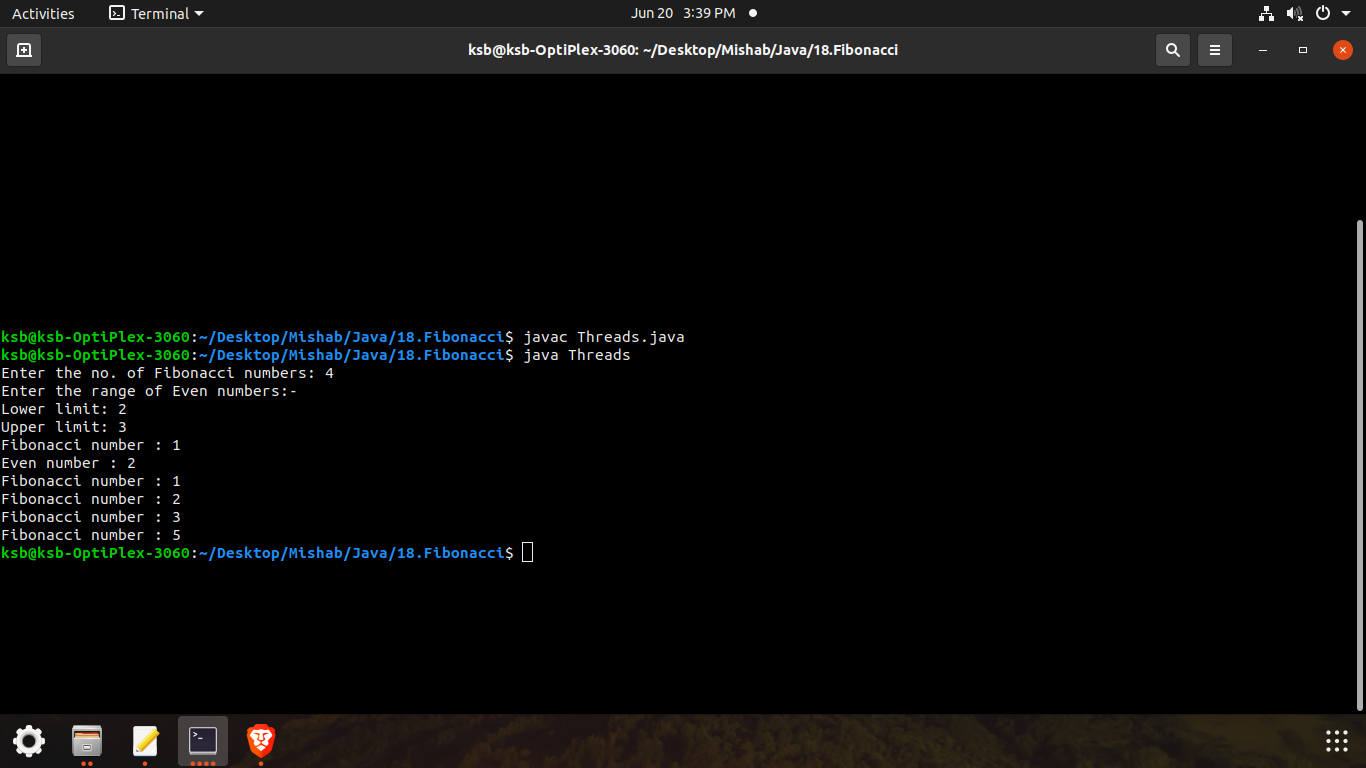 Activities
Terminal
Jun 20 3:39 PM
ksb@ksb-OptiPlex-3060: ~/Desktop/Mishab/Java/18.Fibonacci
ksb@ksb-OptiPlex-3060:~/Desktop/Mishab/Java/18.Fibonacci$ javac Threads.java
ksb@ksb-OptiPlex-3060:~/Desktop/Mishab/Java/18.Fibonacci$ java Threads
Enter the no. of Fibonacci numbers: 4
Enter the range of Even numbers:-
Lower limit: 2
Upper limit: 3
Fibonacci number : 1
Even number : 2
Fibonacci number : 1
Fibonacci number : 2
Fibonacci number : 3
Fibonacci number : 5
ksb@ksb-OptiPlex-3060:~/Desktop/Mishab/Java/18.Fibonacci$